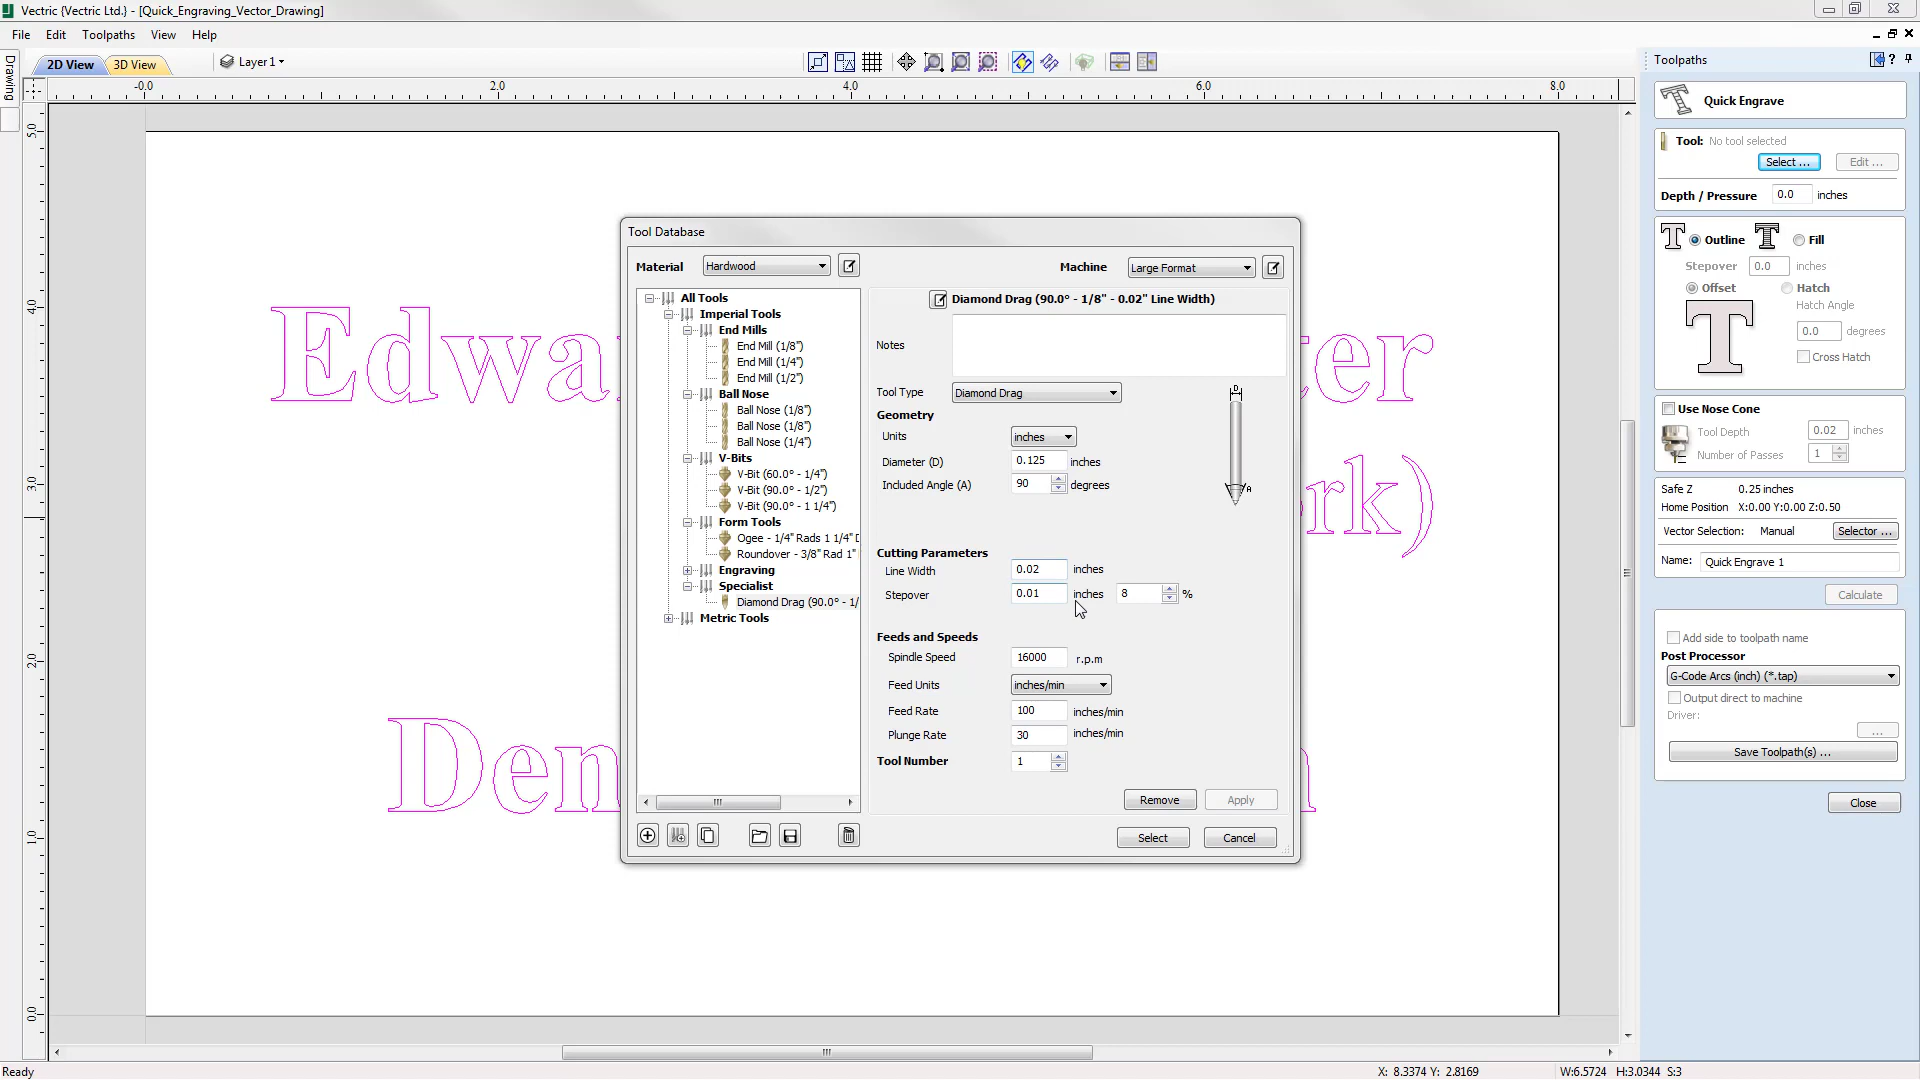 Vectric {Vectric Ltd.} - [Quick_Engraving_Vector_Drawing]
File Edit Toolpaths View Help
Drawing
2D View 3D View Layer 1
-0.0 2.0 4.0 6.0 8.0
5.0
4.0
3.0
2.0
1.0
0.0
Edwa
ter
rk)
Den
Tool Database
Material Hardwood
Machine Large Format
All Tools
Imperial Tools
End Mills
End Mill (1/8")
End Mill (1/4")
End Mill (1/2")
Ball Nose
Ball Nose (1/8")
Ball Nose (1/8")
Ball Nose (1/4")
V-Bits
V-Bit (60.0° - 1/4")
V-Bit (90.0° - 1/2")
V-Bit (90.0° - 1 1/4")
Form Tools
Ogee - 1/4" Rads 1 1/4" D
Roundover - 3/8" Rad 1"
Engraving
Specialist
Diamond Drag (90.0° - 1/
Metric Tools
Diamond Drag (90.0° - 1/8" - 0.02" Line Width)
Notes
Tool Type Diamond Drag
Geometry
Units inches
Diameter (D) 0.125 inches
Included Angle (A) 90 degrees
D
A
Cutting Parameters
Line Width 0.02 inches
Stepover 0.01 inches 8 %
Feeds and Speeds
Spindle Speed 16000 r.p.m
Feed Units inches/min
Feed Rate 100 inches/min
Plunge Rate 30 inches/min
Tool Number 1
Remove Apply
Select Cancel
Toolpaths
Quick Engrave
Tool: No tool selected
Select ... Edit ...
Depth / Pressure 0.0 inches
Outline Fill
Stepover 0.0 inches
Offset Hatch
Hatch Angle
0.0 degrees
Cross Hatch
Use Nose Cone
Tool Depth 0.02 inches
Number of Passes 1
Safe Z 0.25 inches
Home Position X:0.00 Y:0.00 Z:0.50
Vector Selection: Manual Selector ...
Name: Quick Engrave 1
Calculate
Add side to toolpath name
Post Processor
G-Code Arcs (inch) (*.tap)
Output direct to machine
Driver:
...
Save Toolpath(s) ...
Close
Ready
X: 8.3374 Y: 2.8169
W:6.5724 H:3.0344 S:3